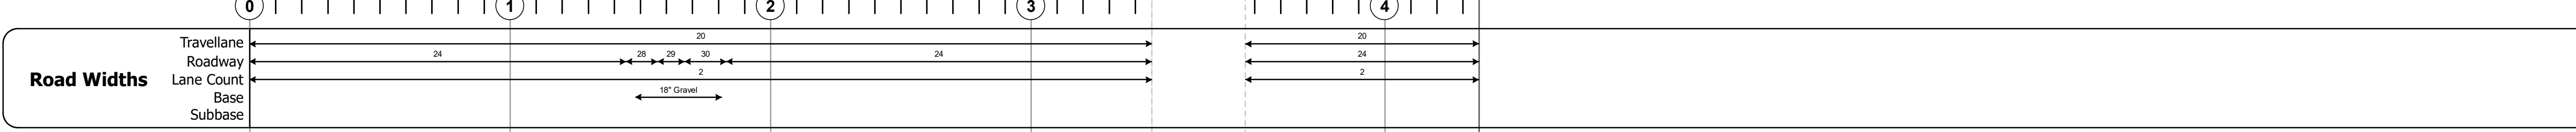 0 1 2 3 4
Road Widths
Travellane 20 20
Roadway 24 28 29 30 24 24
Lane Count 2 2
Base 18" Gravel
Subbase